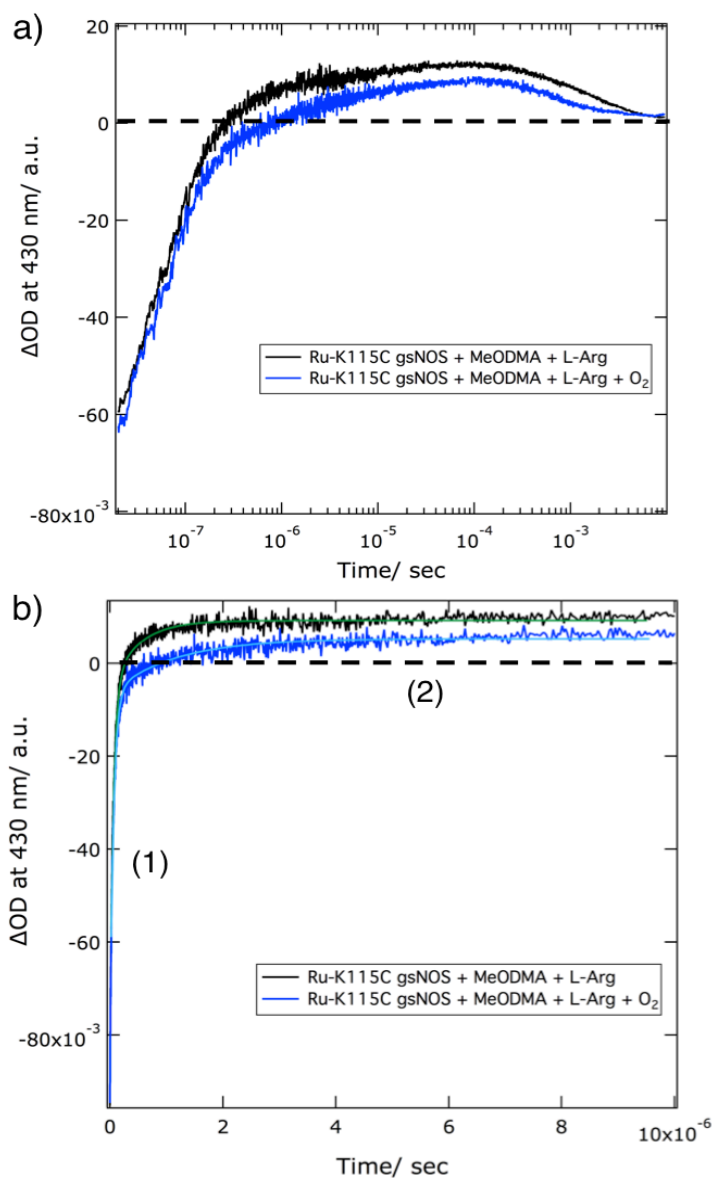 a)
20
0
-20
-40
-60
-80x10⁻³
ΔOD at 430 nm/ a.u.
Ru-K115C gsNOS + MeODMA + L-Arg
Ru-K115C gsNOS + MeODMA + L-Arg + O₂
10⁻⁷ 10⁻⁶ 10⁻⁵ 10⁻⁴ 10⁻³
Time/ sec
b)
0
-20
-40
-60
-80x10⁻³
ΔOD at 430 nm/ a.u.
(2)
(1)
Ru-K115C gsNOS + MeODMA + L-Arg
Ru-K115C gsNOS + MeODMA + L-Arg + O₂
0 2 4 6 8 10x10⁻⁶
Time/ sec